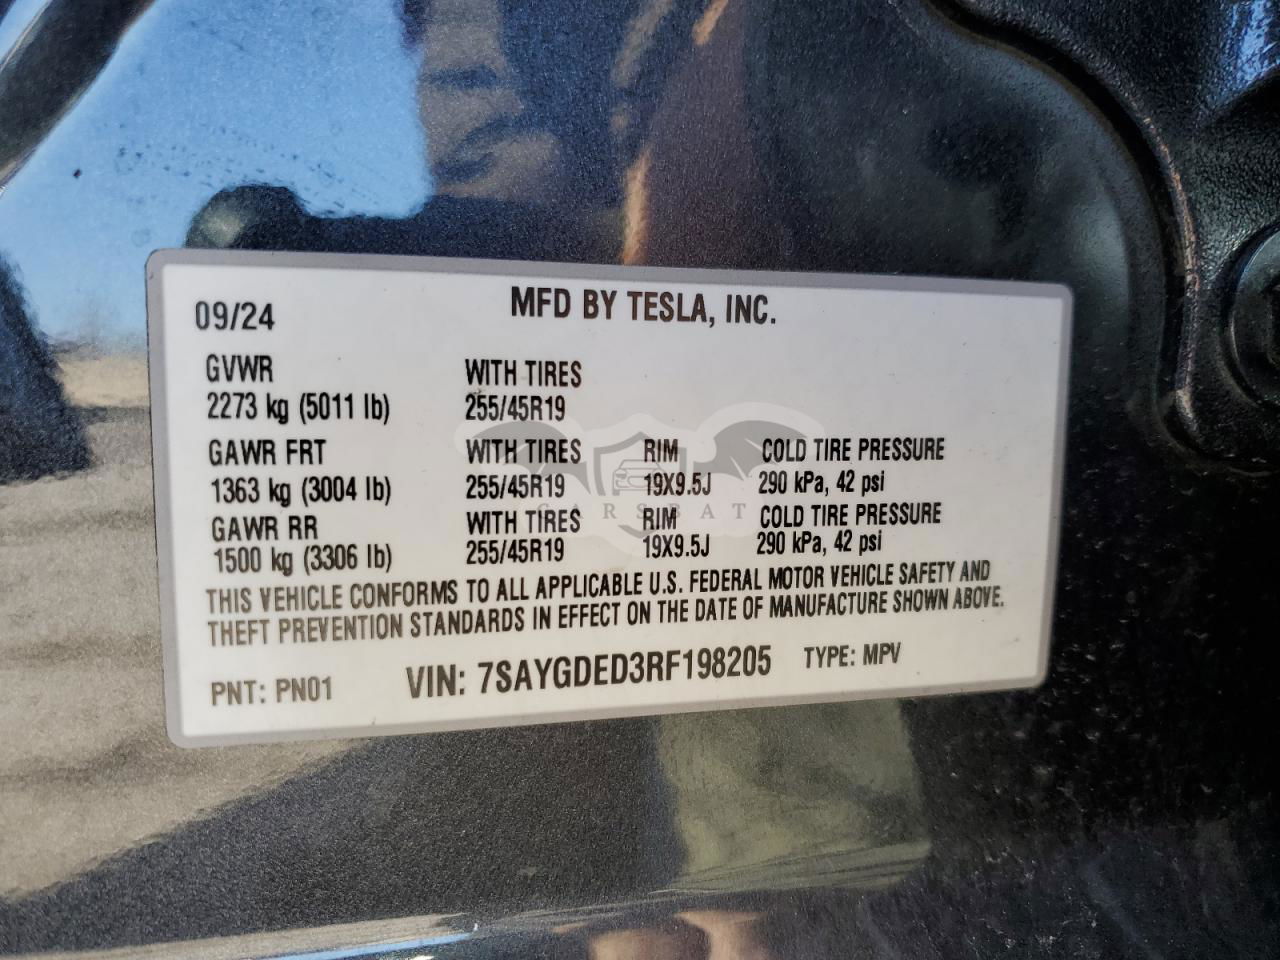 09/24 MFD BY TESLA, INC.
GVWR WITH TIRES
2273 kg (5011 lb) 255/45R19
GAWR FRT WITH TIRES RIM COLD TIRE PRESSURE
1363 kg (3004 lb) 255/45R19 19X9.5J 290 kPa, 42 psi
GAWR RR WITH TIRES RIM COLD TIRE PRESSURE
1500 kg (3306 lb) 255/45R19 19X9.5J 290 kPa, 42 psi
THIS VEHICLE CONFORMS TO ALL APPLICABLE U.S. FEDERAL MOTOR VEHICLE SAFETY AND
THEFT PREVENTION STANDARDS IN EFFECT ON THE DATE OF MANUFACTURE SHOWN ABOVE.
PNT: PN01 VIN: 7SAYGDED3RF198205 TYPE: MPV
CARSBAT